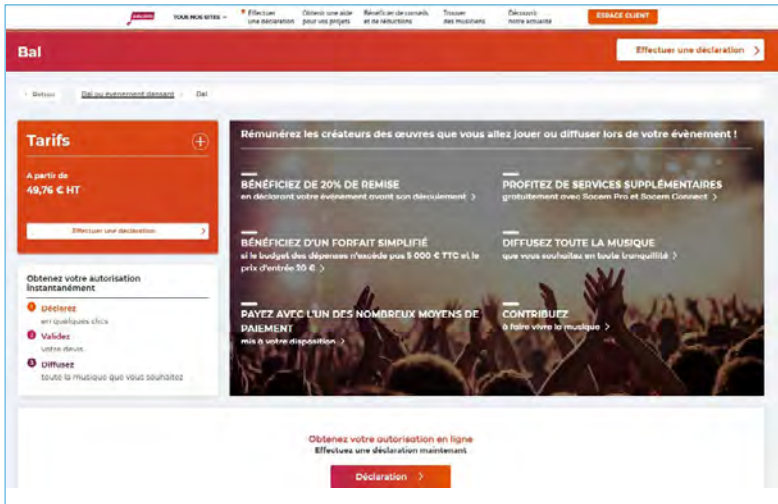 sacem
TOUS NOS SITES
Effectuer
une déclaration
Obtenir une aide
pour vos projets
Bénéficier de conseils
et de réductions
Trouver
des musiciens
Découvrir
notre actualité
ESPACE CLIENT
Bal
Effectuer une déclaration >
Retour
Bal ou évènement dansant
Bal
Tarifs
A partir de
49,76 € HT
Effectuer une déclaration >
Obtenez votre autorisation
instantanément
1 Déclarez
en quelques clics
2 Validez
votre devis
3 Diffusez
toute la musique que vous souhaitez
Rémunérez les créateurs des œuvres que vous allez jouer ou diffuser lors de votre évènement !
BÉNÉFICIEZ DE 20% DE REMISE
en déclarant votre évènement avant son déroulement >
PROFITEZ DE SERVICES SUPPLÉMENTAIRES
gratuitement avec Sacem Pro et Sacem Connect >
BÉNÉFICIEZ D'UN FORFAIT SIMPLIFIÉ
si le budget des dépenses n'excède pas 5 000 € TTC et le
prix d'entrée 20 € >
DIFFUSEZ TOUTE LA MUSIQUE
que vous souhaitez en toute tranquillité >
PAYEZ AVEC L'UN DES NOMBREUX MOYENS DE
PAIEMENT
mis à votre disposition >
CONTRIBUEZ
à faire vivre la musique >
Obtenez votre autorisation en ligne
Effectuez une déclaration maintenant
Déclaration >